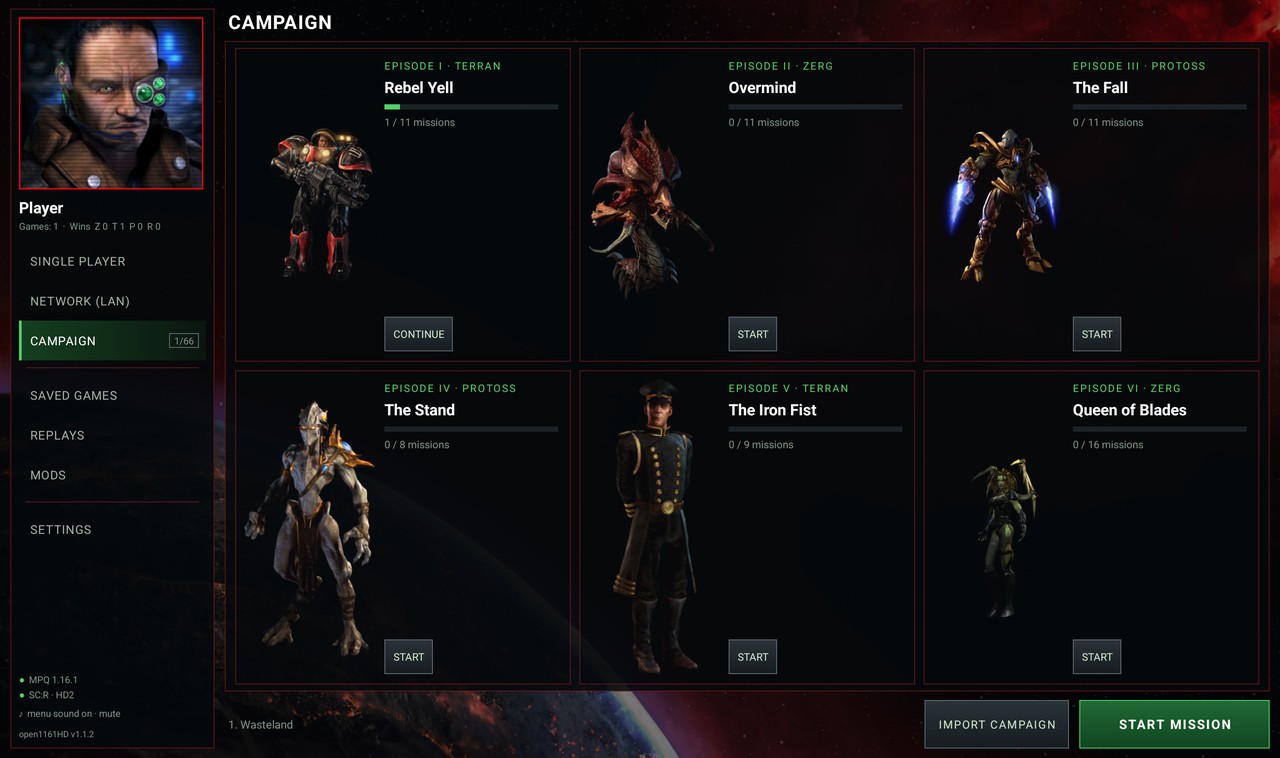 CAMPAIGN
Player
Games: 1 · Wins Z 0 T 1 P 0 R 0
SINGLE PLAYER
NETWORK (LAN)
CAMPAIGN 1/66
SAVED GAMES
REPLAYS
MODS
SETTINGS
MPQ 1.16.1
SC:R · HD2
♪ menu sound on · mute
open1161HD v1.1.2
EPISODE I · TERRAN
Rebel Yell
1 / 11 missions
CONTINUE
EPISODE II · ZERG
Overmind
0 / 11 missions
START
EPISODE III · PROTOSS
The Fall
0 / 11 missions
START
EPISODE IV · PROTOSS
The Stand
0 / 8 missions
START
EPISODE V · TERRAN
The Iron Fist
0 / 9 missions
START
EPISODE VI · ZERG
Queen of Blades
0 / 16 missions
START
1. Wasteland
IMPORT CAMPAIGN
START MISSION